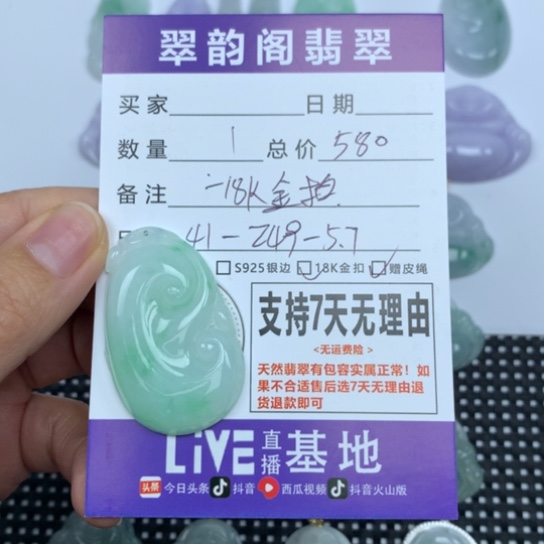 翠韵阁翡翠
买家 日期
数量 1 总价 580
备注 18K金扣
41-249-5.7
S925银边 18K金扣 赠皮绳
支持7天无理由
<无运费险>
天然翡翠有包容实属正常！如
果不合适售后选7天无理由退
货退款即可
LiVE直播基地
头条 今日头条 抖音 西瓜视频 抖音火山版